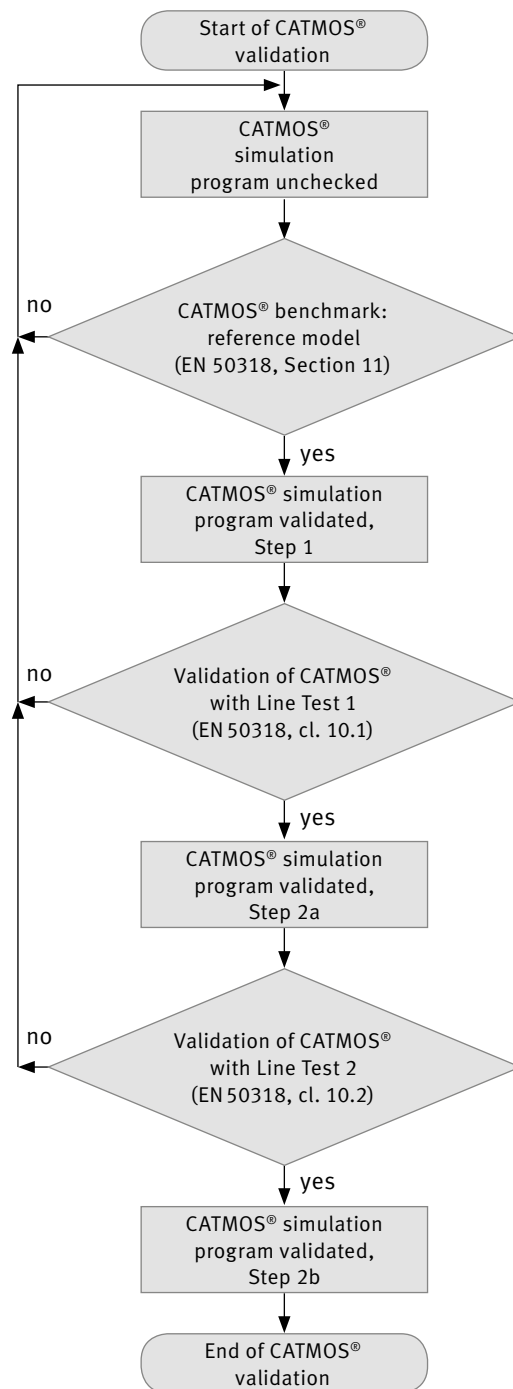 Start of CATMOS®
validation
CATMOS®
simulation
program unchecked
no
CATMOS® benchmark:
reference model
(EN 50318, Section 11)
yes
CATMOS® simulation
program validated,
Step 1
no
Validation of CATMOS®
with Line Test 1
(EN 50318, cl. 10.1)
yes
CATMOS® simulation
program validated,
Step 2a
no
Validation of CATMOS®
with Line Test 2
(EN 50318, cl. 10.2)
yes
CATMOS® simulation
program validated,
Step 2b
End of CATMOS®
validation